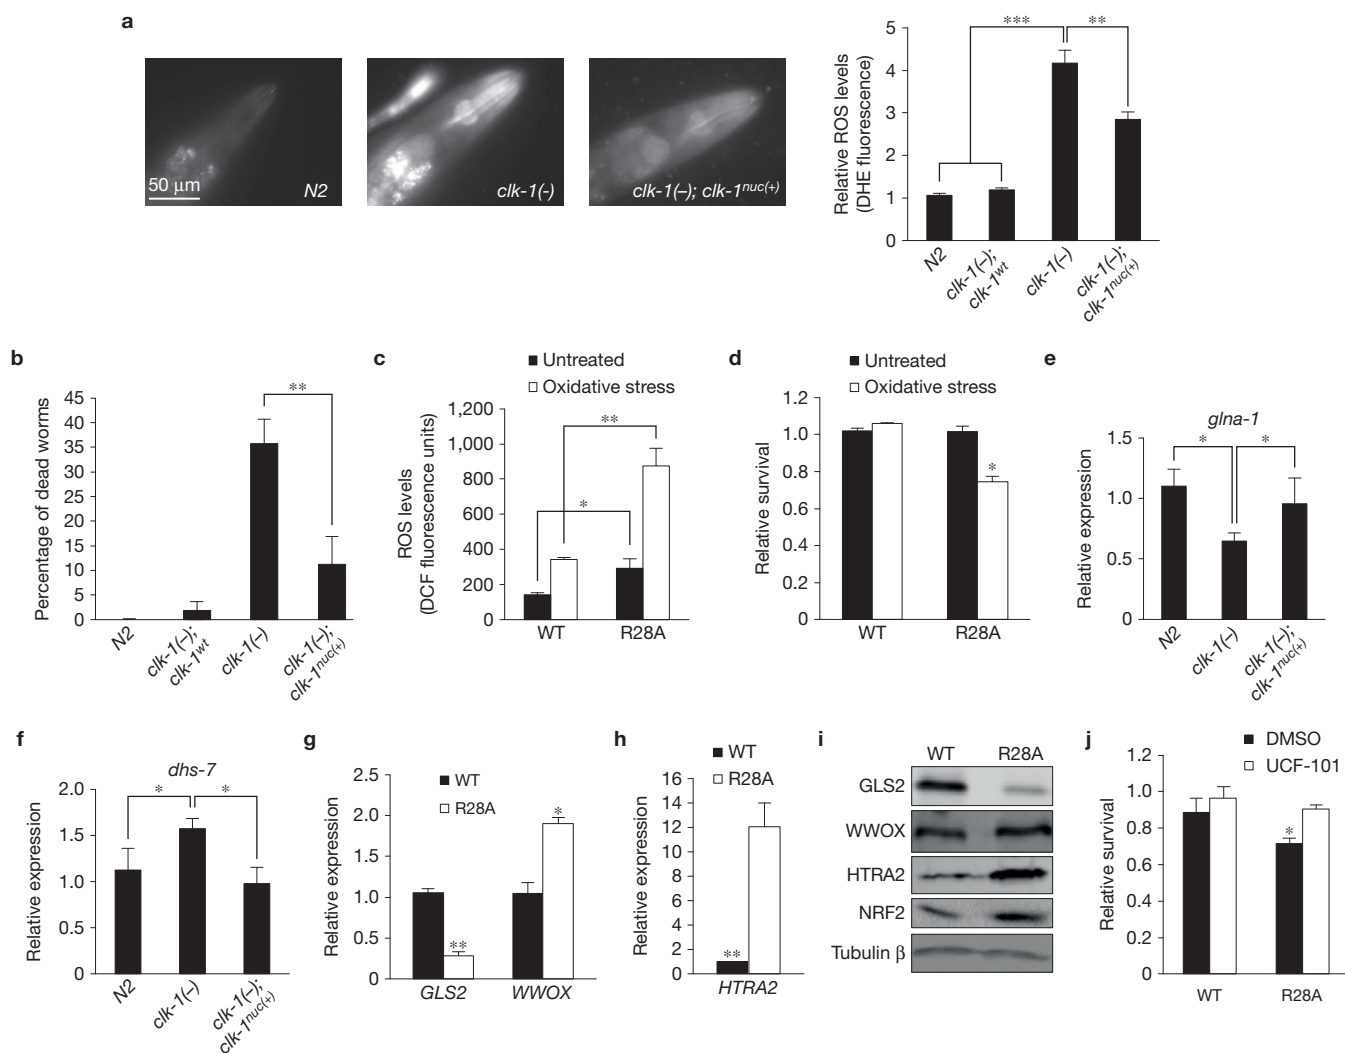 a
50 µm
N2
clk-1(-)
clk-1(–); clk-1nuc(+)
Relative ROS levels
(DHE fluorescence)
5
4
3
2
1
0
***
**
N2
clk-1(–);
clk-1wt
clk-1(–)
clk-1(–);
clk-1nuc(+)
b
Percentage of dead worms
45
40
35
30
25
20
15
10
5
0
**
N2
clk-1(–);
clk-1wt
clk-1(–)
clk-1(–);
clk-1nuc(+)
c
Untreated
Oxidative stress
ROS levels
(DCF fluorescence units)
1,200
1,000
800
600
400
200
0
**
*
WT
R28A
d
Untreated
Oxidative stress
Relative survival
1.2
1.0
0.8
0.6
0.4
0.2
0
*
WT
R28A
e
glna-1
Relative expression
1.5
1.0
0.5
0
*
*
N2
clk-1(–)
clk-1(–);
clk-1nuc(+)
f
dhs-7
Relative expression
2.0
1.5
1.0
0.5
0
*
*
N2
clk-1(–)
clk-1(–);
clk-1nuc(+)
g
WT
R28A
Relative expression
2.5
2.0
1.5
1.0
0.5
0
**
*
GLS2
WWOX
h
WT
R28A
Relative expression
16
14
12
10
8
6
4
2
0
**
HTRA2
i
WT
R28A
GLS2
WWOX
HTRA2
NRF2
Tubulin β
j
DMSO
UCF-101
Relative survival
1.2
1.0
0.8
0.6
0.4
0.2
0
*
WT
R28A